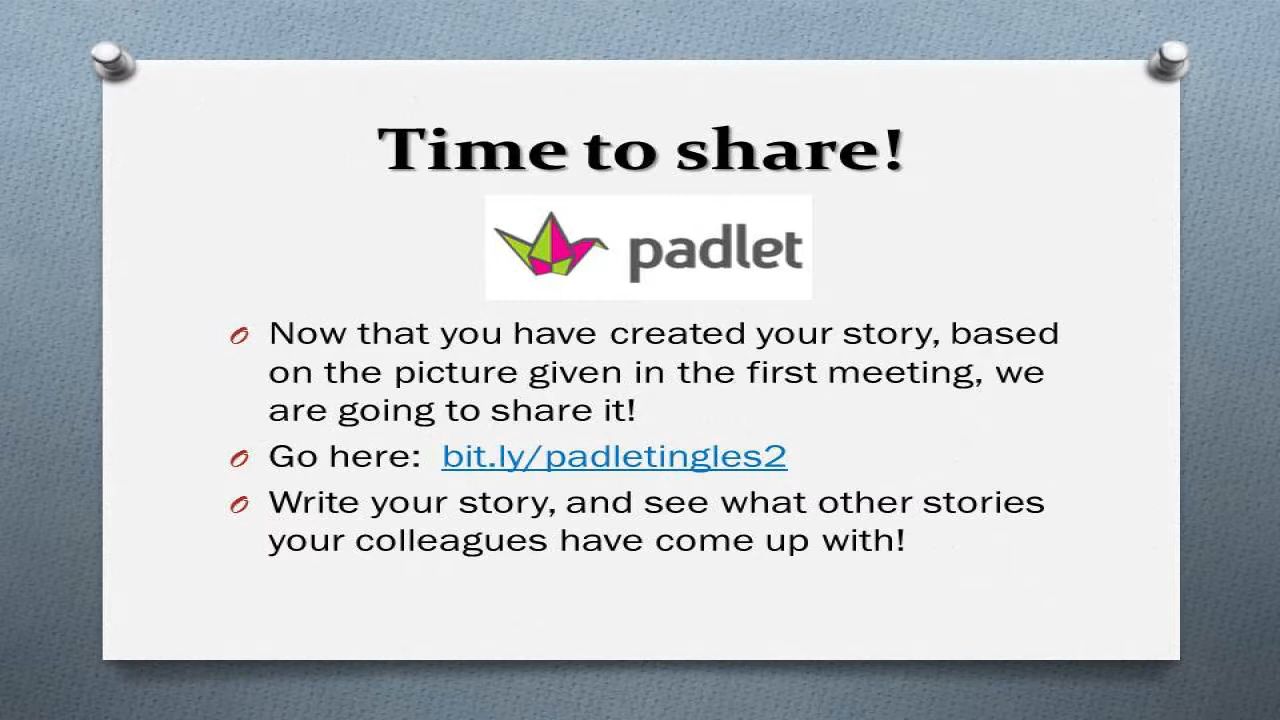 Time to share!
padlet
Now that you have created your story, based
on the picture given in the first meeting, we
are going to share it!
Go here: bit.ly/padletingles2
Write your story, and see what other stories
your colleagues have come up with!